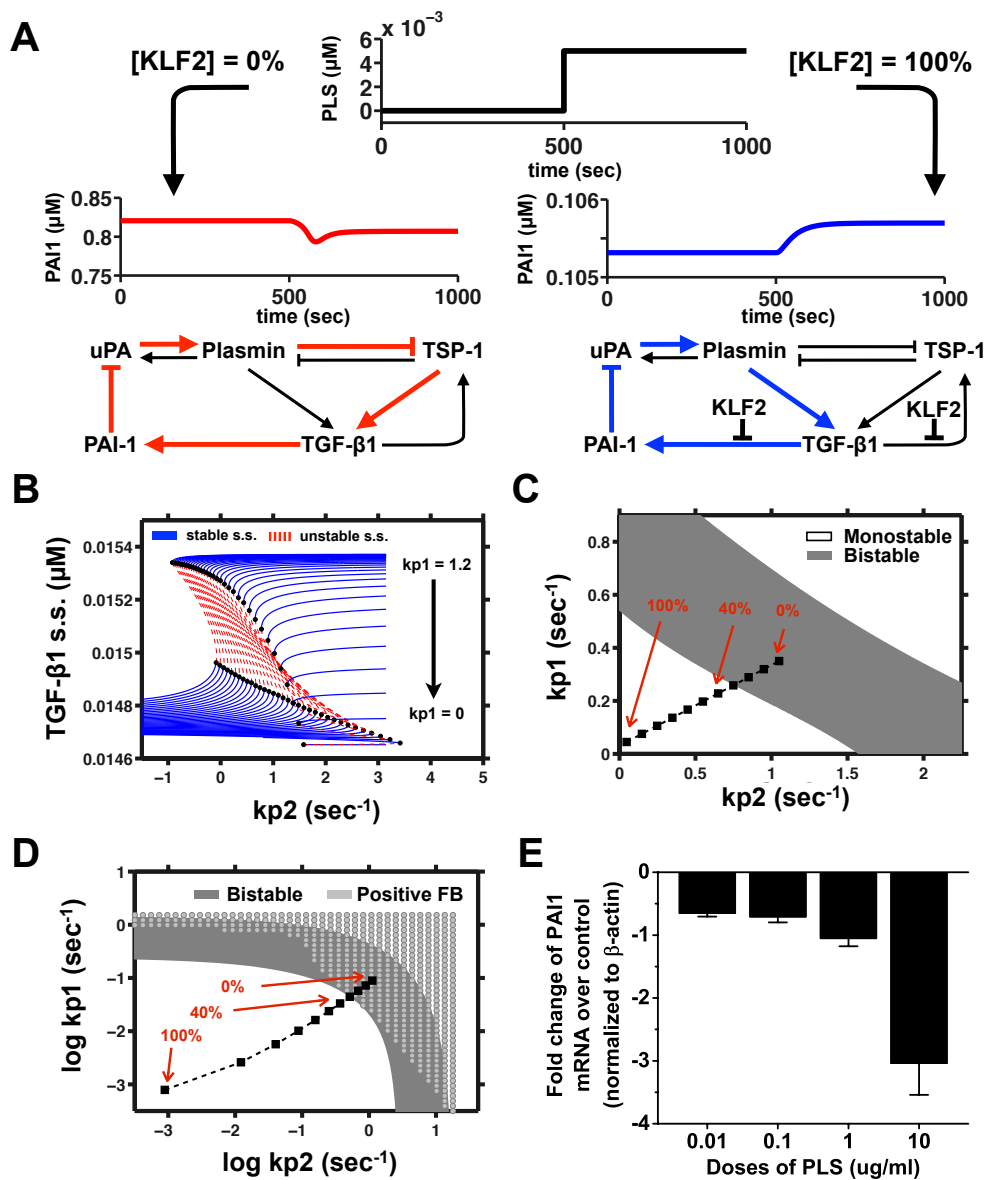 A
[KLF2] = 0%
[KLF2] = 100%
x 10⁻³
PLS (µM)
6
4
2
0
0 500 1000
time (sec)
PAI1 (µM)
0.85
0.8
0.75
0 500 1000
time (sec)
PAI1 (µM)
0.106
0.105
0 500 1000
time (sec)
uPA Plasmin TSP-1
PAI-1 TGF-β1
uPA Plasmin TSP-1
KLF2 KLF2
PAI-1 TGF-β1
B
TGF-β1 s.s. (µM)
stable s.s. unstable s.s.
kp1 = 1.2
kp1 = 0
0.0154
0.0152
0.015
0.0148
0.0146
−1 0 1 2 3 4 5
kp2 (sec⁻¹)
C
kp1 (sec⁻¹)
Monostable
Bistable
100% 40% 0%
0.8
0.6
0.4
0.2
0
0 0.5 1 1.5 2
kp2 (sec⁻¹)
D
log kp1 (sec⁻¹)
Bistable Positive FB
0%
40%
100%
1
0
−1
−2
−3
−3 −2 −1 0 1
log kp2 (sec⁻¹)
E
Fold change of PAI1
mRNA over control
(normalized to β-actin)
-0
-1
-2
-3
-4
0.01 0.1 1 10
Doses of PLS (ug/ml)